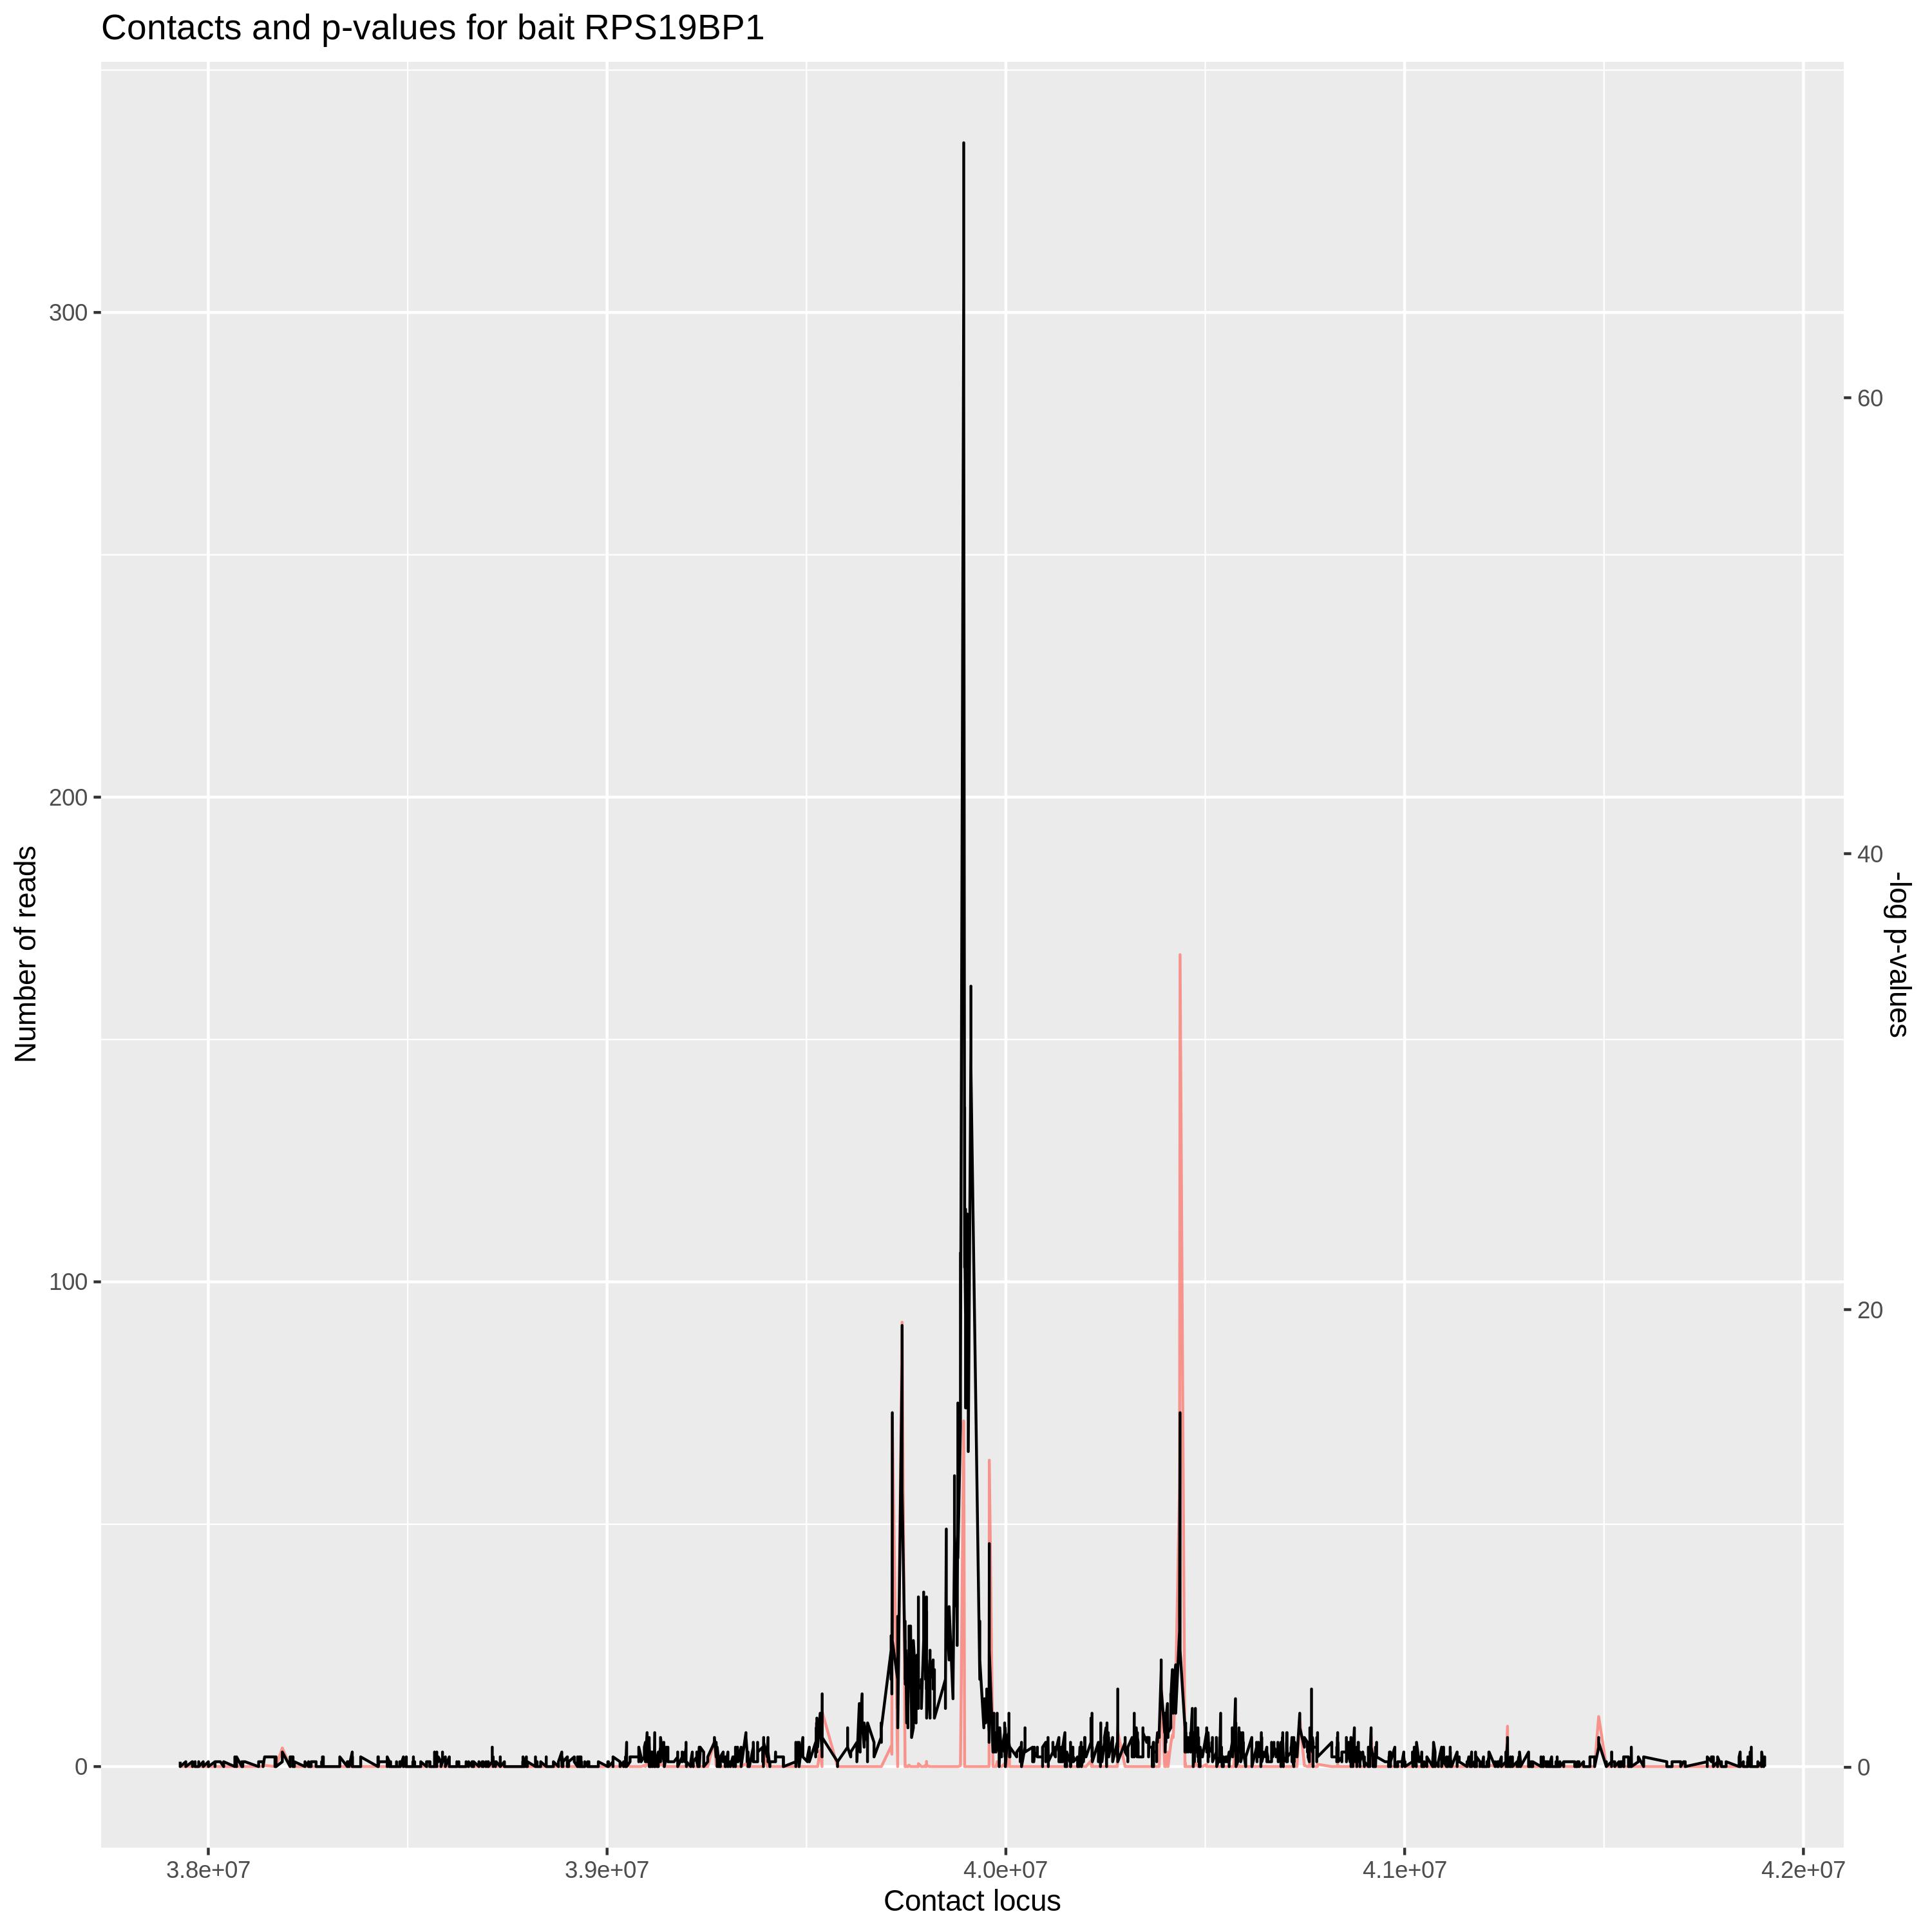 Contacts and p-values for bait RPS19BP1
300
200
100
0
Number of reads
60
40
20
0
-log p-values
3.8e+07
3.9e+07
4.0e+07
4.1e+07
4.2e+07
Contact locus